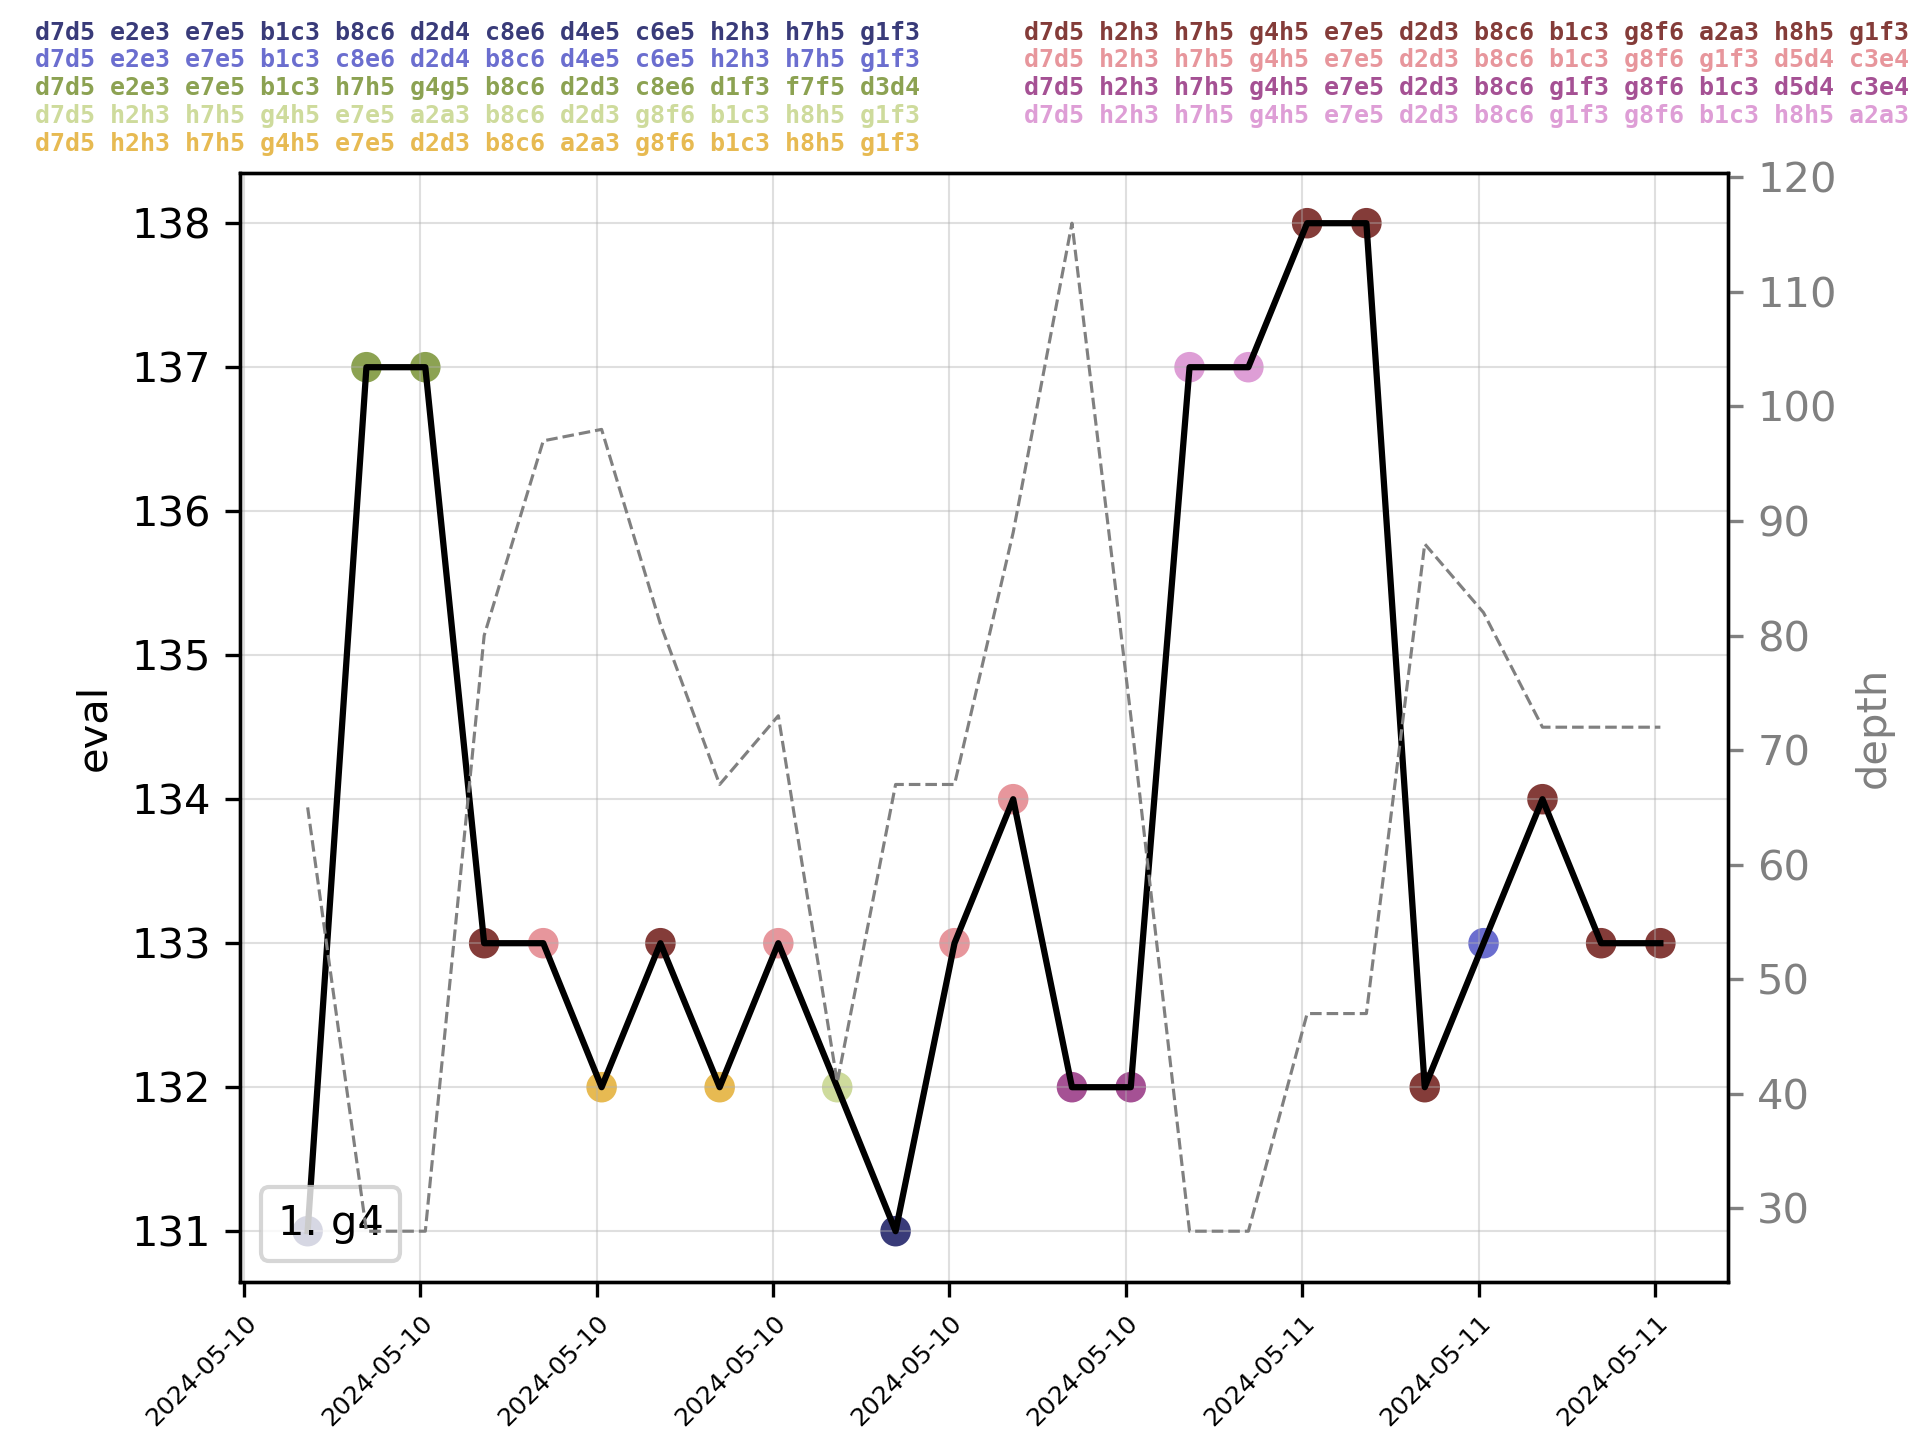 d7d5 e2e3 e7e5 b1c3 b8c6 d2d4 c8e6 d4e5 c6e5 h2h3 h7h5 g1f3
d7d5 e2e3 e7e5 b1c3 c8e6 d2d4 b8c6 d4e5 c6e5 h2h3 h7h5 g1f3
d7d5 e2e3 e7e5 b1c3 h7h5 g4g5 b8c6 d2d3 c8e6 d1f3 f7f5 d3d4
d7d5 h2h3 h7h5 g4h5 e7e5 a2a3 b8c6 d2d3 g8f6 b1c3 h8h5 g1f3
d7d5 h2h3 h7h5 g4h5 e7e5 d2d3 b8c6 a2a3 g8f6 b1c3 h8h5 g1f3
d7d5 h2h3 h7h5 g4h5 e7e5 d2d3 b8c6 b1c3 g8f6 a2a3 h8h5 g1f3
d7d5 h2h3 h7h5 g4h5 e7e5 d2d3 b8c6 b1c3 g8f6 g1f3 d5d4 c3e4
d7d5 h2h3 h7h5 g4h5 e7e5 d2d3 b8c6 g1f3 g8f6 b1c3 d5d4 c3e4
d7d5 h2h3 h7h5 g4h5 e7e5 d2d3 b8c6 g1f3 g8f6 b1c3 h8h5 a2a3
138
137
136
135
134
133
132
131
eval
120
110
100
90
80
70
60
50
40
30
depth
1. g4
2024-05-10
2024-05-10
2024-05-10
2024-05-10
2024-05-10
2024-05-10
2024-05-11
2024-05-11
2024-05-11